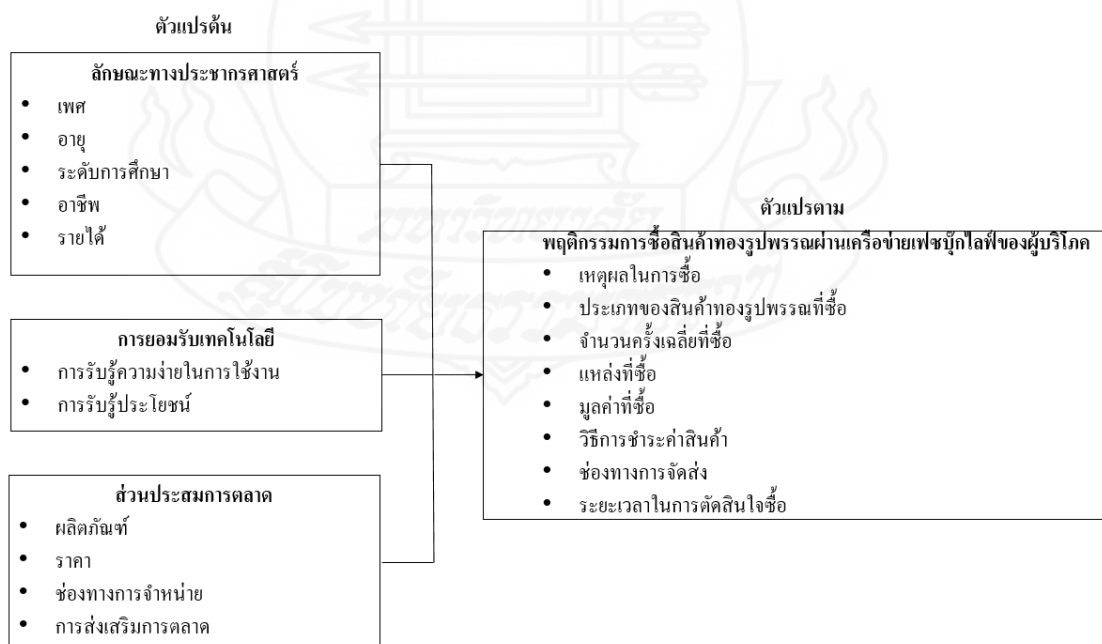 ตัวแปรต้น
ลักษณะทางประชากรศาสตร์
• เพศ
• อายุ
• ระดับการศึกษา
• อาชีพ
• รายได้
การยอมรับเทคโนโลยี
• การรับรู้ความง่ายในการใช้งาน
• การรับรู้ประโยชน์
ส่วนประสมการตลาด
• ผลิตภัณฑ์
• ราคา
• ช่องทางการจำหน่าย
• การส่งเสริมการตลาด
ตัวแปรตาม
พฤติกรรมการซื้อสินค้าทองรูปพรรณผ่านเครือข่ายเฟซบุ๊กไลฟ์ของผู้บริโภค
• เหตุผลในการซื้อ
• ประเภทของสินค้าทองรูปพรรณที่ซื้อ
• จำนวนครั้งเฉลี่ยที่ซื้อ
• แหล่งที่ซื้อ
• มูลค่าที่ซื้อ
• วิธีการชำระค่าสินค้า
• ช่องทางการจัดส่ง
• ระยะเวลาในการตัดสินใจซื้อ